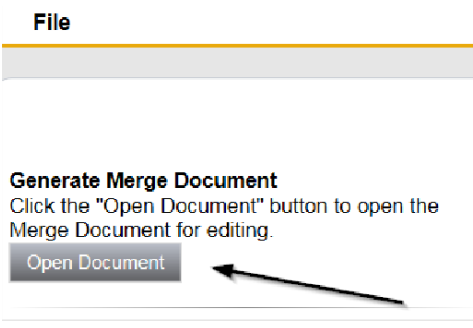 File
Generate Merge Document
Click the "Open Document" button to open the
Merge Document for editing.
Open Document